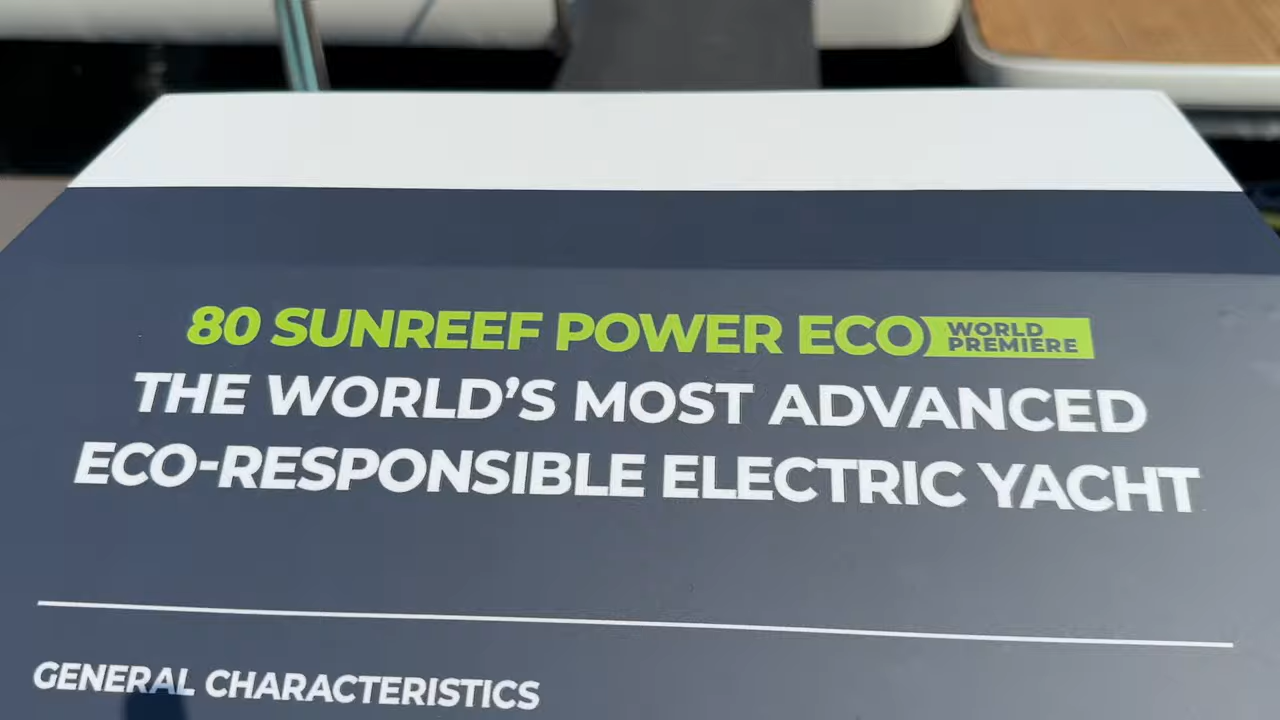 80 SUNREEF POWER ECO WORLD PREMIERE
THE WORLD'S MOST ADVANCED
ECO-RESPONSIBLE ELECTRIC YACHT
GENERAL CHARACTERISTICS